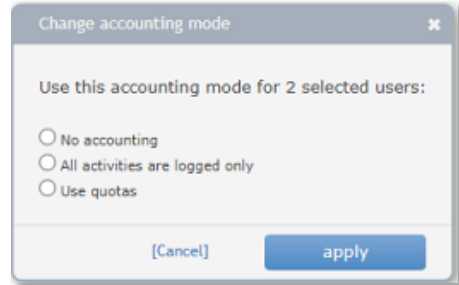 Change accounting mode
Use this accounting mode for 2 selected users:
No accounting
All activities are logged only
Use quotas
[Cancel] apply